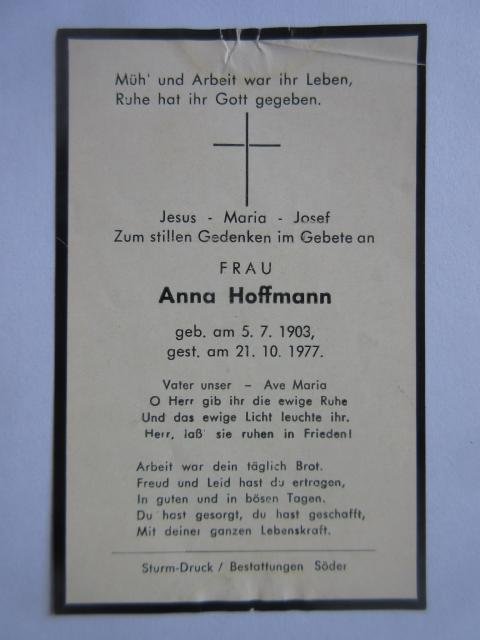 Müh' und Arbeit war ihr Leben,
Ruhe hat ihr Gott gegeben.
Jesus - Maria - Josef
Zum stillen Gedenken im Gebete an
FRAU
Anna Hoffmann
geb. am 5. 7. 1903,
gest. am 21. 10. 1977.
Vater unser - Ave Maria
O Herr gib ihr die ewige Ruhe
Und das ewige Licht leuchte ihr.
Herr, laß' sie ruhen in Frieden!
Arbeit war dein täglich Brot.
Freud und Leid hast du ertragen,
In guten und in bösen Tagen.
Du hast gesorgt, du hast geschafft,
Mit deiner ganzen Lebenskraft.
Sturm-Druck / Bestattungen Söder